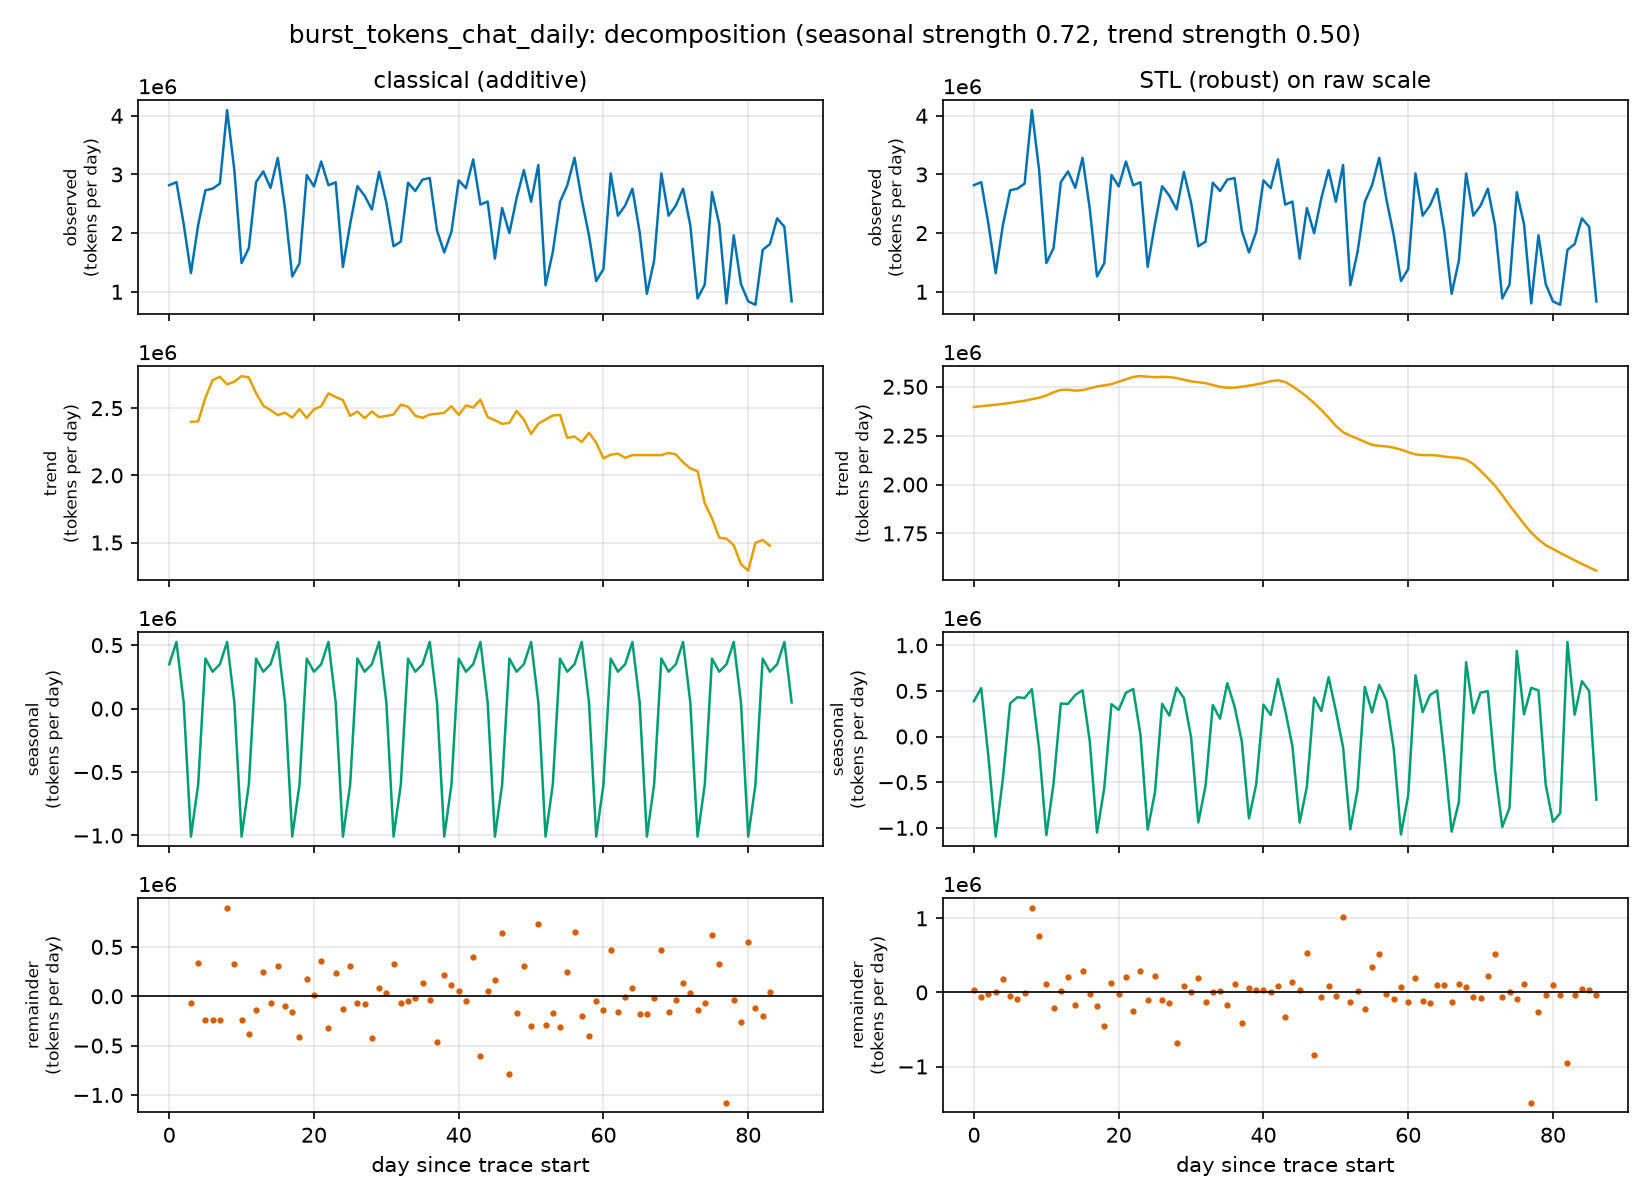 burst_tokens_chat_daily: decomposition (seasonal strength 0.72, trend strength 0.50)
classical (additive)
1e6
observed
(tokens per day)
4
3
2
1
STL (robust) on raw scale
1e6
observed
(tokens per day)
4
3
2
1
1e6
trend
(tokens per day)
2.5
2.0
1.5
1e6
trend
(tokens per day)
2.50
2.25
2.00
1.75
1e6
seasonal
(tokens per day)
0.5
0.0
−0.5
−1.0
1e6
seasonal
(tokens per day)
1.0
0.5
0.0
−0.5
−1.0
1e6
remainder
(tokens per day)
0.5
0.0
−0.5
−1.0
0 20 40 60 80
day since trace start
1e6
remainder
(tokens per day)
1
0
−1
0 20 40 60 80
day since trace start